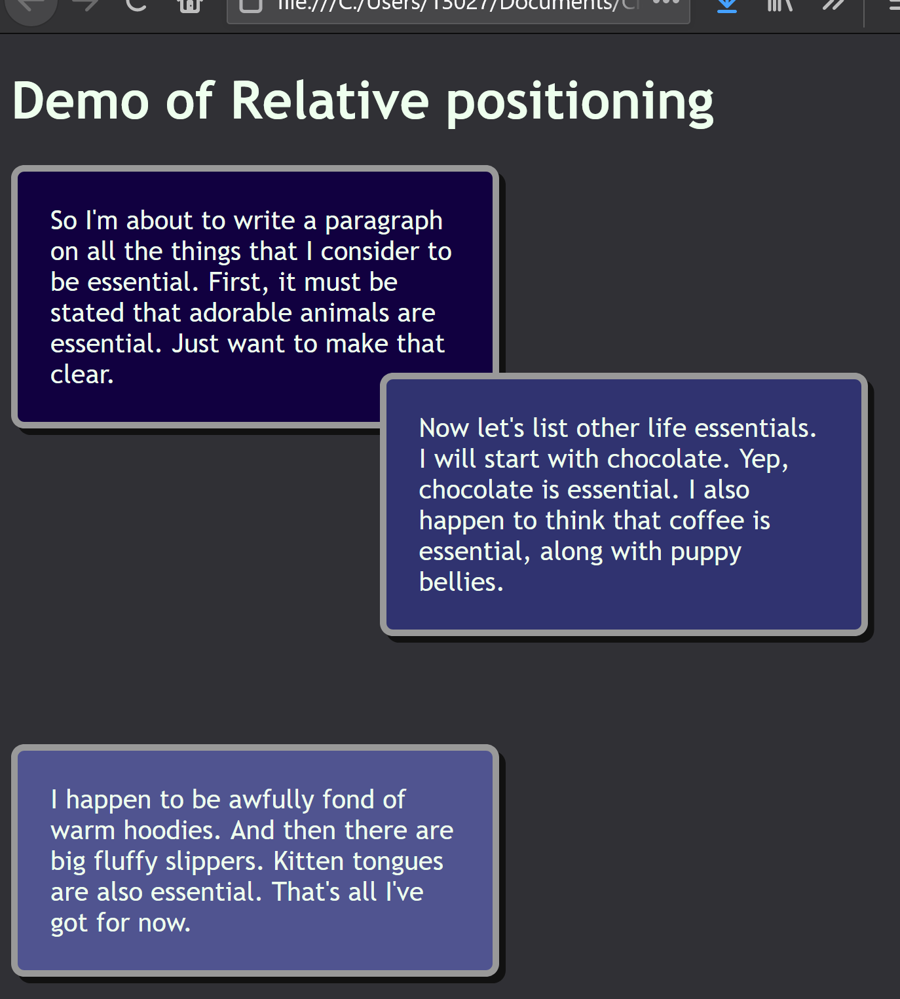 file:///C:/Users/15027/Documents/
Demo of Relative positioning
So I'm about to write a paragraph
on all the things that I consider to
be essential. First, it must be
stated that adorable animals are
essential. Just want to make that
clear.
Now let's list other life essentials.
I will start with chocolate. Yep,
chocolate is essential. I also
happen to think that coffee is
essential, along with puppy
bellies.
I happen to be awfully fond of
warm hoodies. And then there are
big fluffy slippers. Kitten tongues
are also essential. That's all I've
got for now.